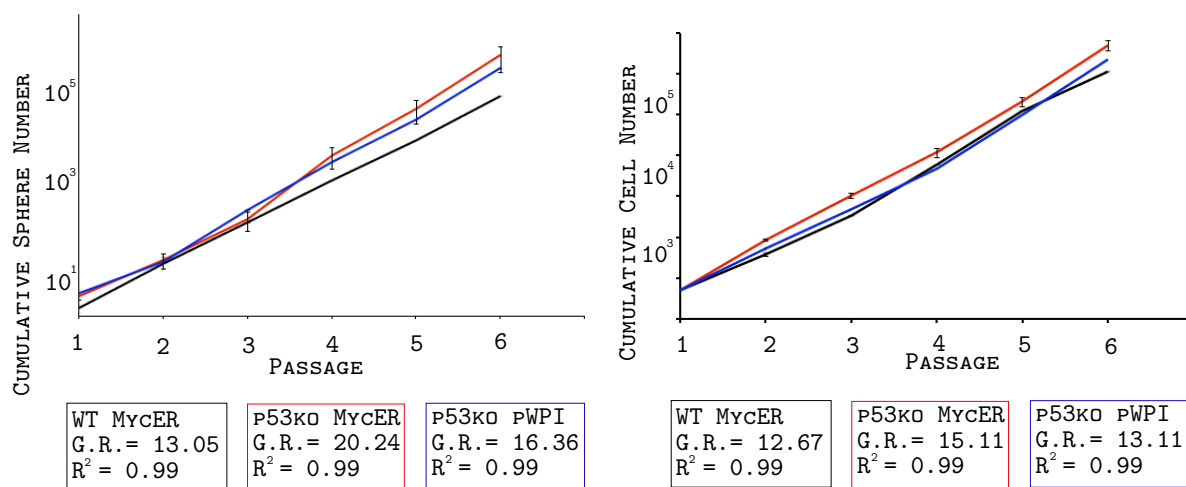 CUMULATIVE SPHERE NUMBER
10^5
10^3
10^1
1 2 3 4 5 6
PASSAGE
WT MYCER
G.R.= 13.05
R^2 = 0.99
P53KO MYCER
G.R.= 20.24
R^2 = 0.99
P53KO PWPI
G.R.= 16.36
R^2 = 0.99
CUMULATIVE CELL NUMBER
10^5
10^4
10^3
1 2 3 4 5 6
PASSAGE
WT MYCER
G.R.= 12.67
R^2 = 0.99
P53KO MYCER
G.R.= 15.11
R^2 = 0.99
P53KO PWPI
G.R.= 13.11
R^2 = 0.99